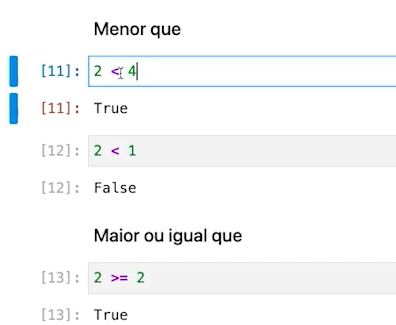 Menor que
[11]: 2 < 4
[11]: True
[12]: 2 < 1
[12]: False
Maior ou igual que
[13]: 2 >= 2
[13]: True